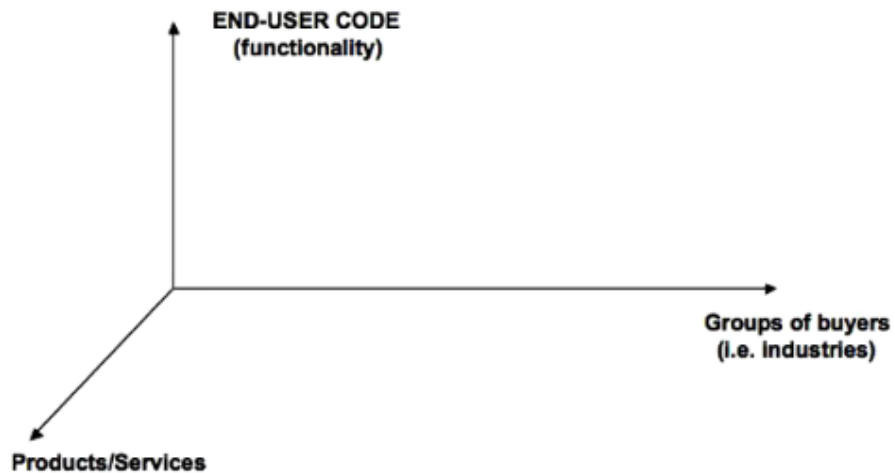 END-USER CODE
(functionality)
Groups of buyers
(i.e. industries)
Products/Services